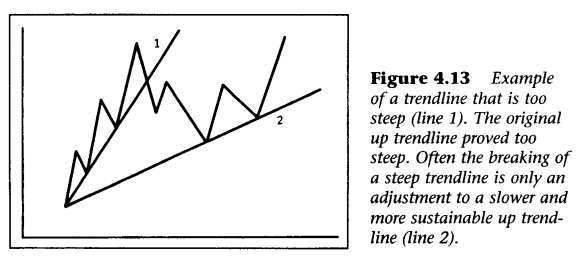 1
2
Figure 4.13 Example
of a trendline that is too
steep (line 1). The original
up trendline proved too
steep. Often the breaking of
a steep trendline is only an
adjustment to a slower and
more sustainable up trend-
line (line 2).